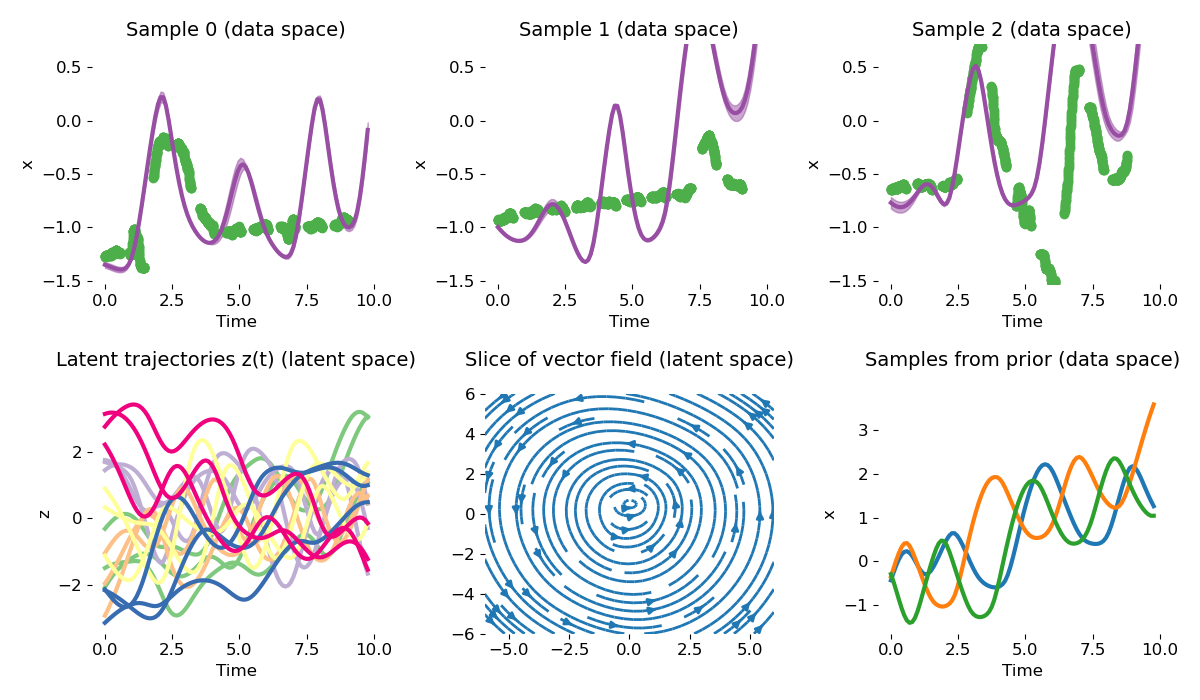 Sample 0 (data space) Sample 1 (data space) Sample 2 (data space)
0.5 0.5 0.5
0.0 0.0 0.0
x x x
−0.5 −0.5 −0.5
−1.0 −1.0 −1.0
−1.5 −1.5 −1.5
0.0 2.5 5.0 7.5 10.0 0.0 2.5 5.0 7.5 10.0 0.0 2.5 5.0 7.5 10.0
Time Time Time
Latent trajectories z(t) (latent space) Slice of vector field (latent space) Samples from prior (data space)
6
4
2
0
−2
−4
−6
2
0
−2
z
3
2
1
0
−1
x
0.0 2.5 5.0 7.5 10.0 −5.0 −2.5 0.0 2.5 5.0 0.0 2.5 5.0 7.5 10.0
Time Time